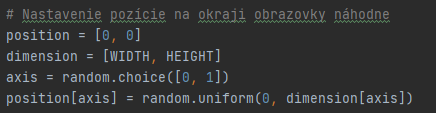 # Nastavenie pozície na okraji obrazovky náhodne
position = [0, 0]
dimension = [WIDTH, HEIGHT]
axis = random.choice([0, 1])
position[axis] = random.uniform(0, dimension[axis])